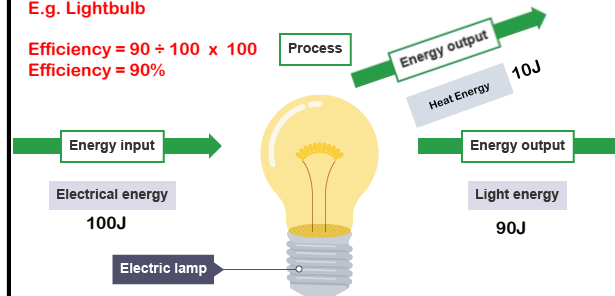 E.g. Lightbulb
Efficiency = 90 ÷ 100 x 100
Efficiency = 90%
Process
Energy output
Heat Energy
10J
Energy input
Electrical energy
100J
Energy output
Light energy
90J
Electric lamp